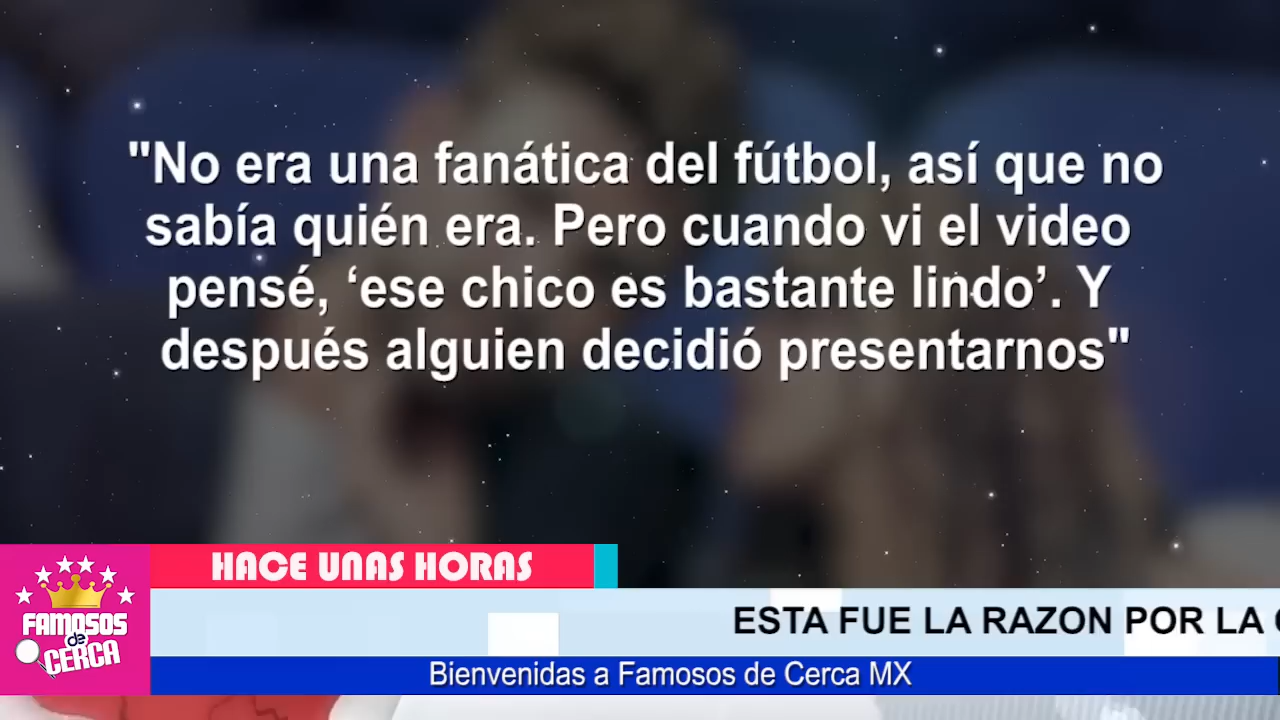 "No era una fanática del fútbol, así que no
sabía quién era. Pero cuando vi el video
pensé, ‘ese chico es bastante lindo’. Y
después alguien decidió presentarnos"
HACE UNAS HORAS
FAMOSOS
de
CERCA
ESTA FUE LA RAZON POR LA
Bienvenidas a Famosos de Cerca MX